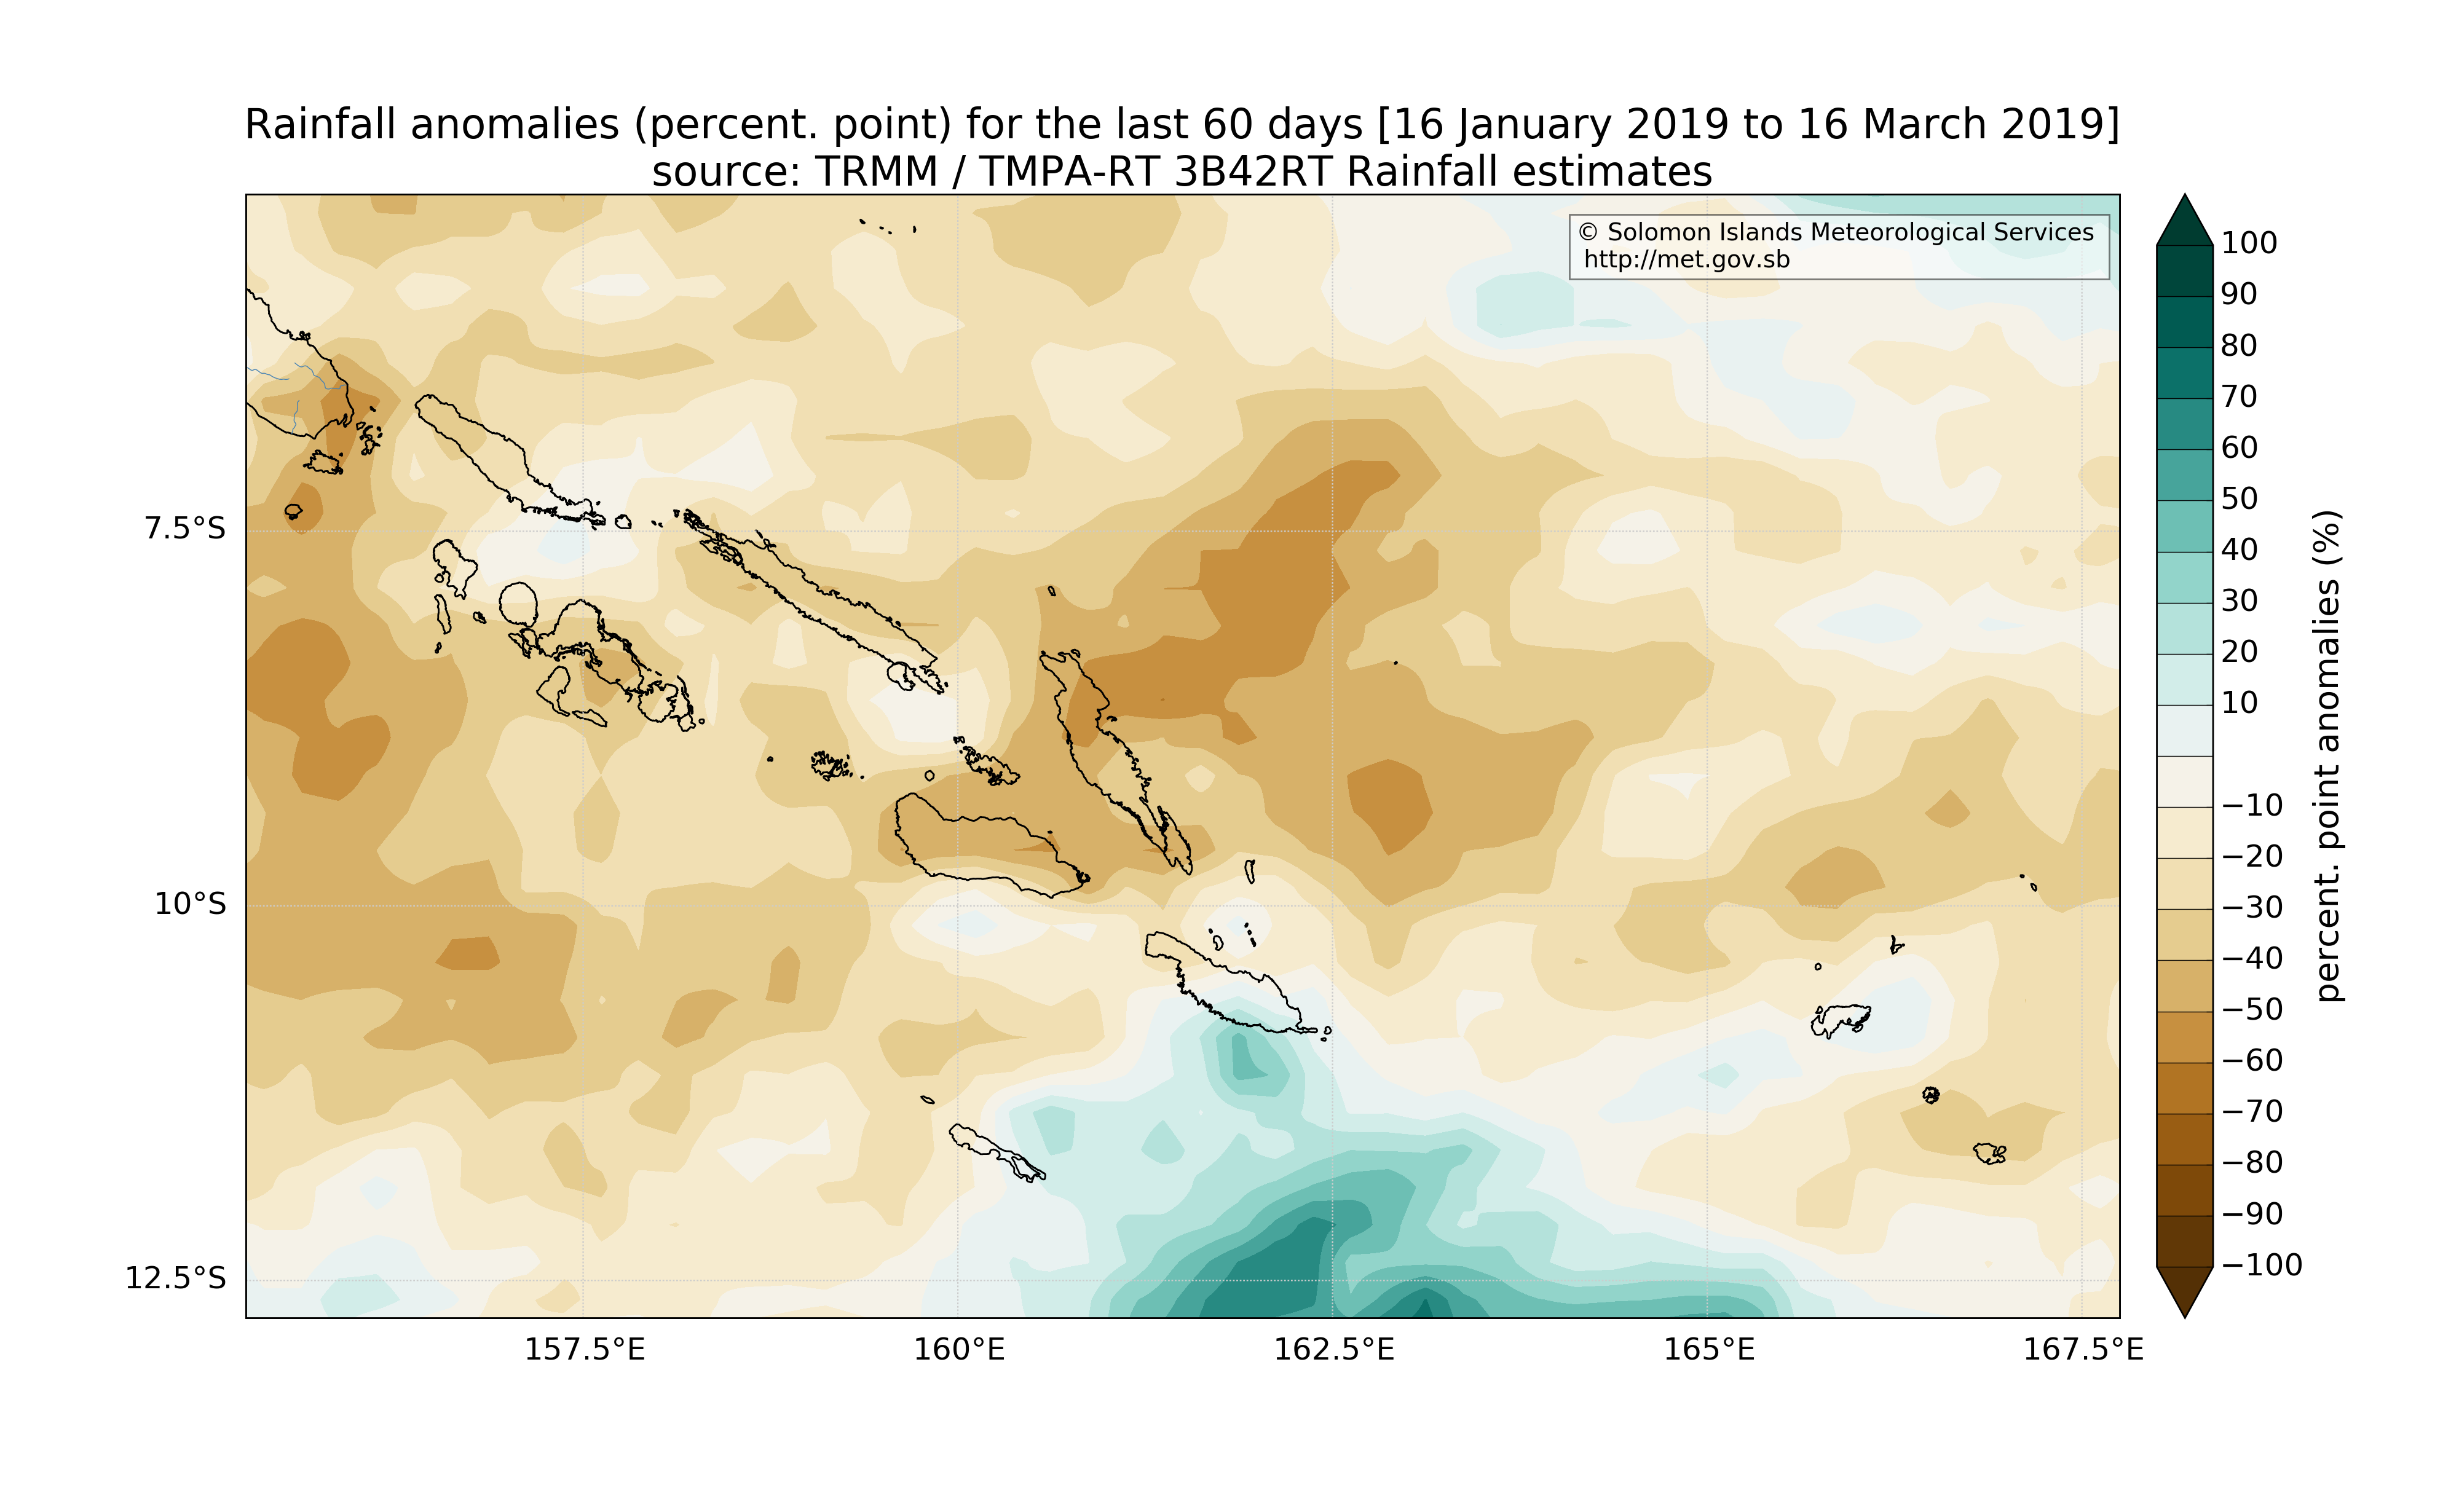 Rainfall anomalies (percent. point) for the last 60 days [16 January 2019 to 16 March 2019]
source: TRMM / TMPA-RT 3B42RT Rainfall estimates
© Solomon Islands Meteorological Services
http://met.gov.sb
7.5°S
10°S
12.5°S
157.5°E
160°E
162.5°E
165°E
167.5°E
100
90
80
70
60
50
40
30
20
10
−10
−20
−30
−40
−50
−60
−70
−80
−90
−100
percent. point anomalies (%)